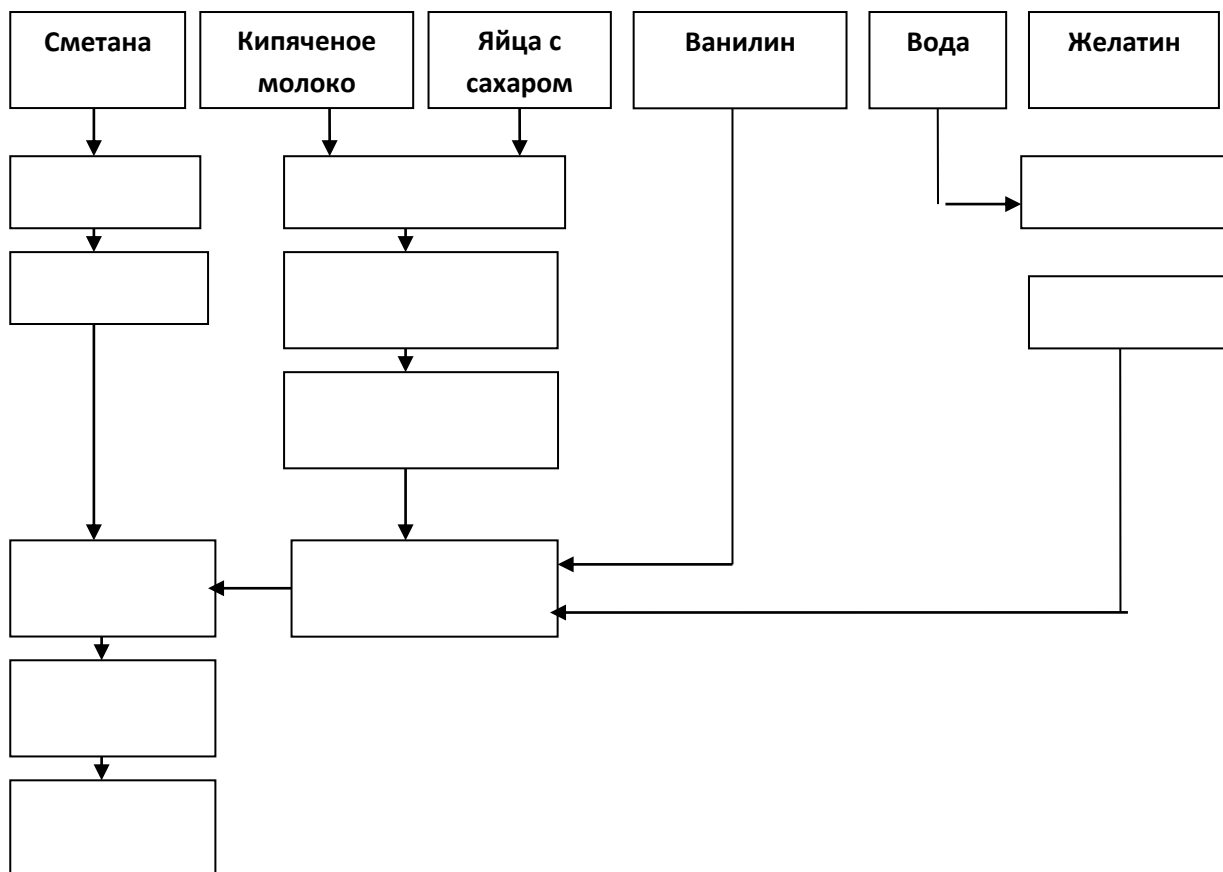 Сметана
Кипяченое
молоко
Яйца с
сахаром
Ванилин
Вода
Желатин